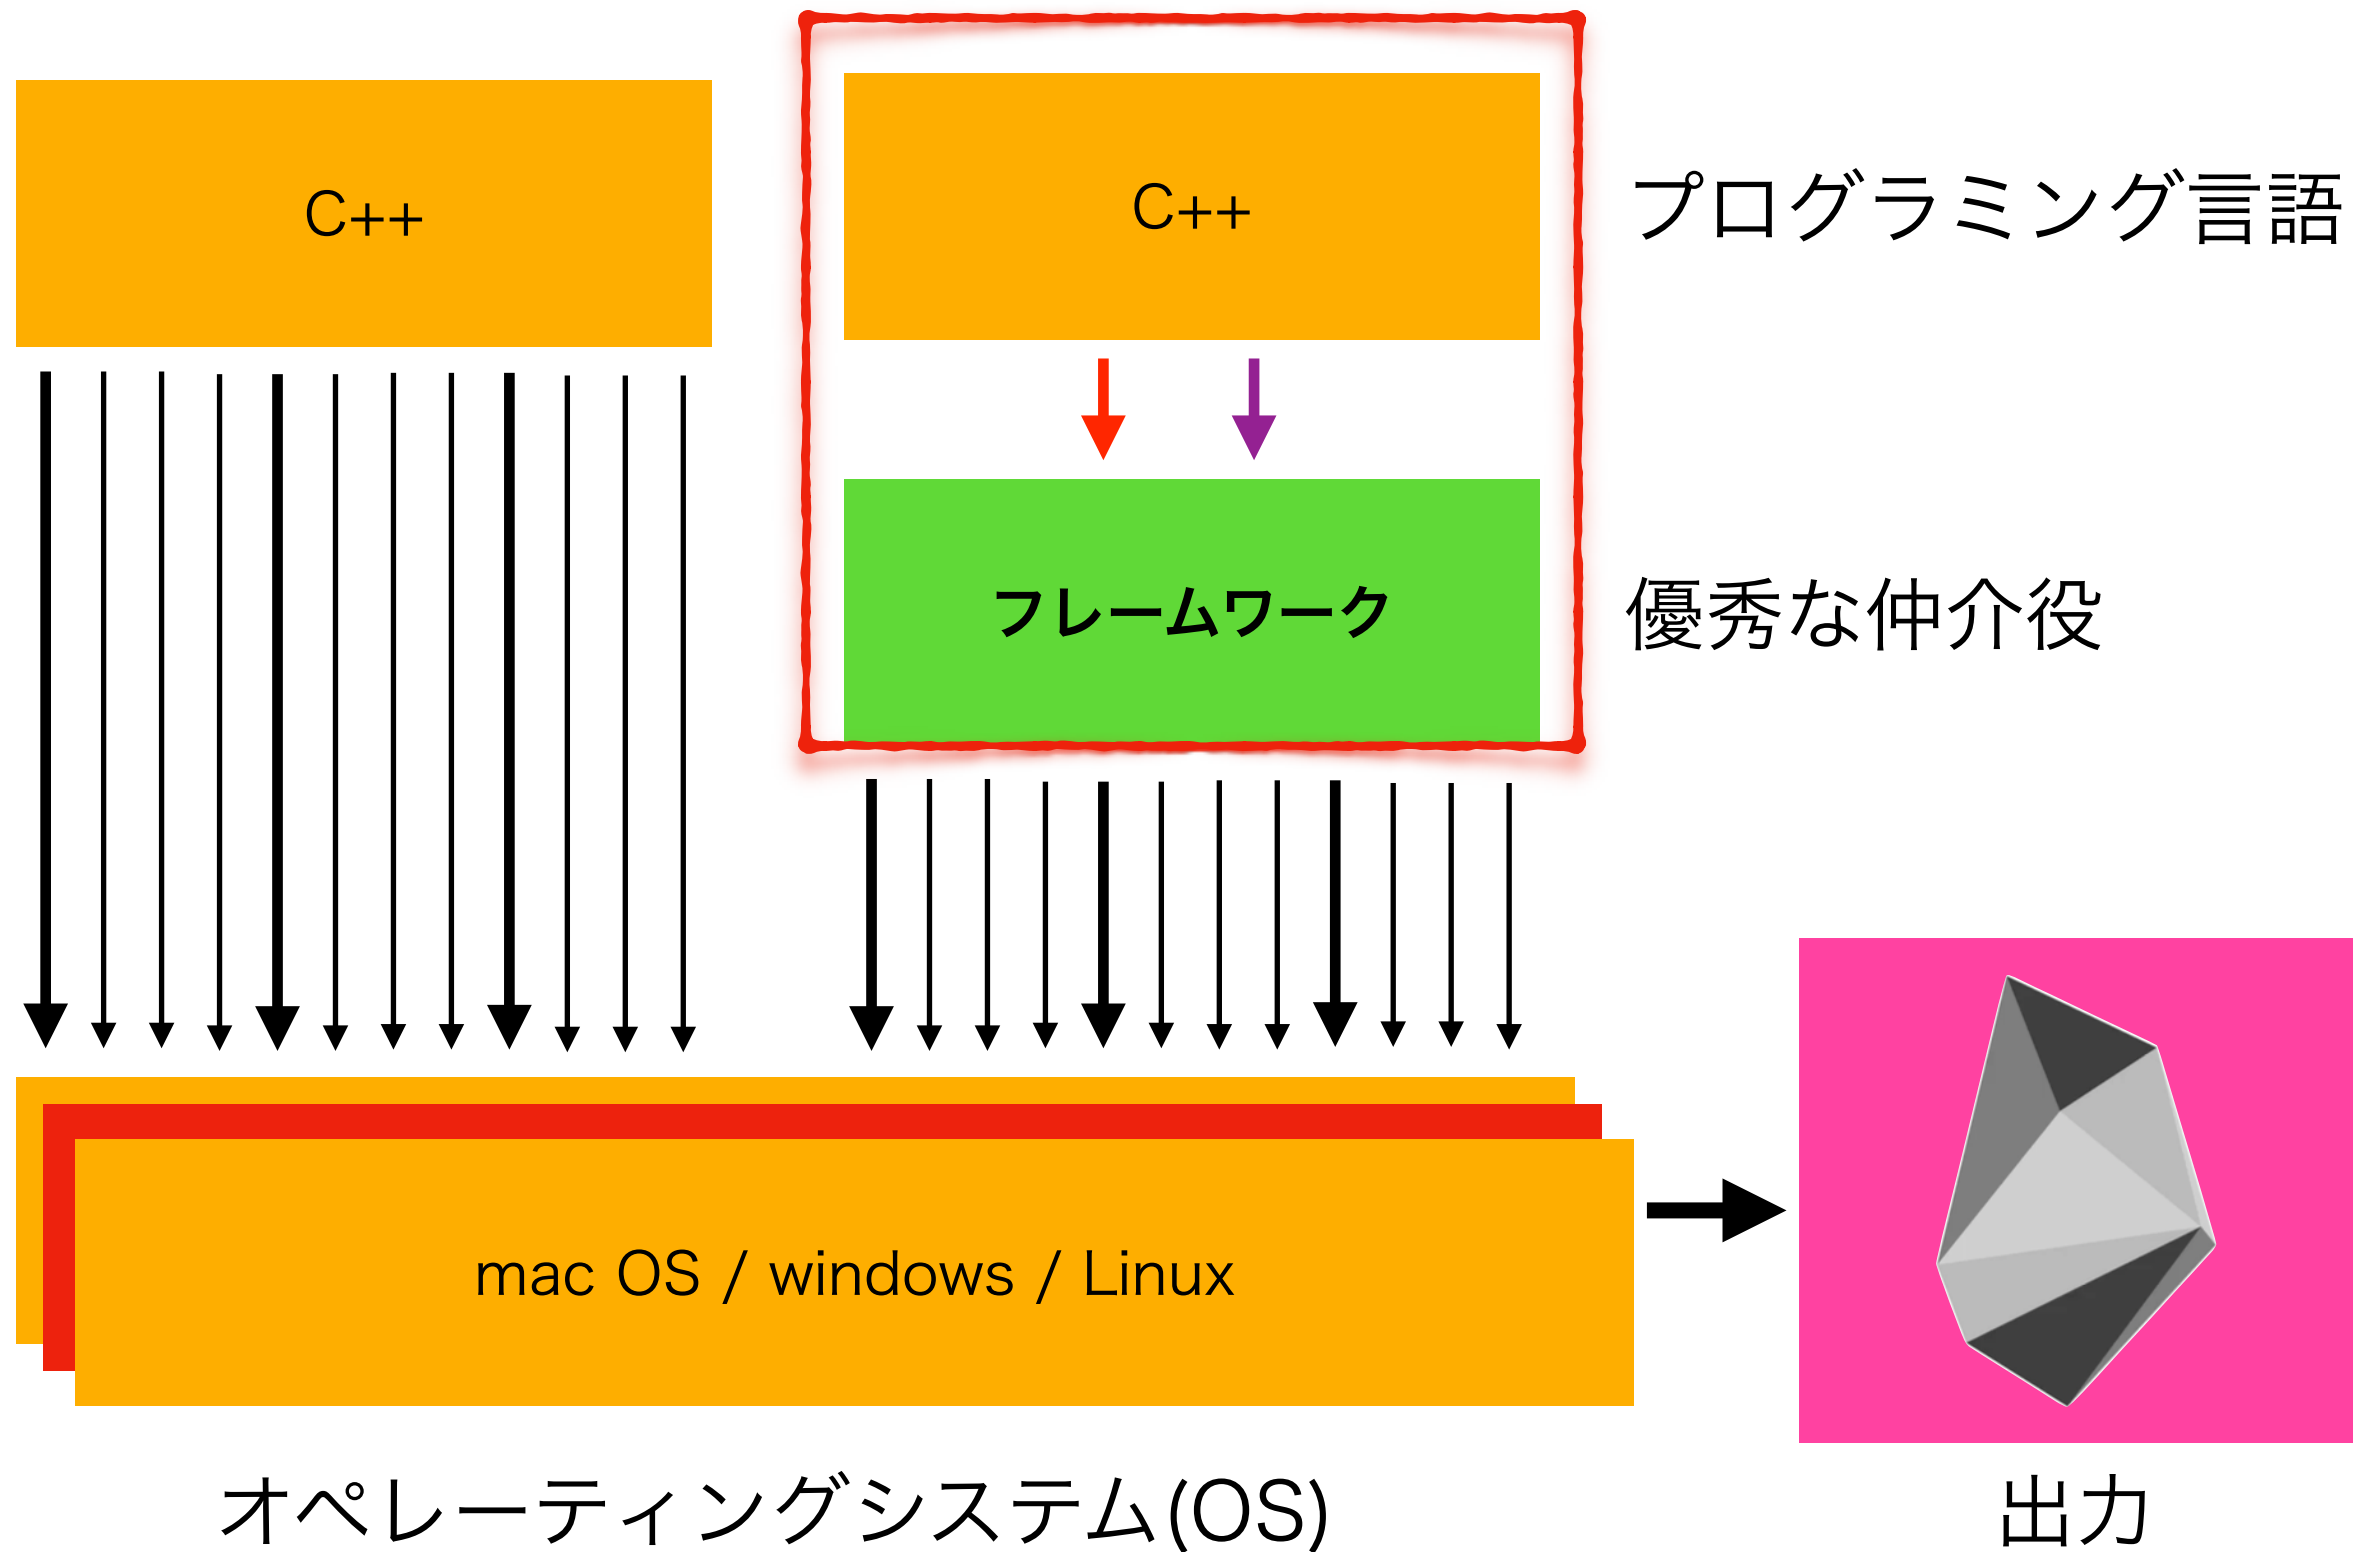 C++
C++
プログラミング言語
フレームワーク
優秀な仲介役
mac OS / windows / Linux
オペレーティングシステム(OS)
出力